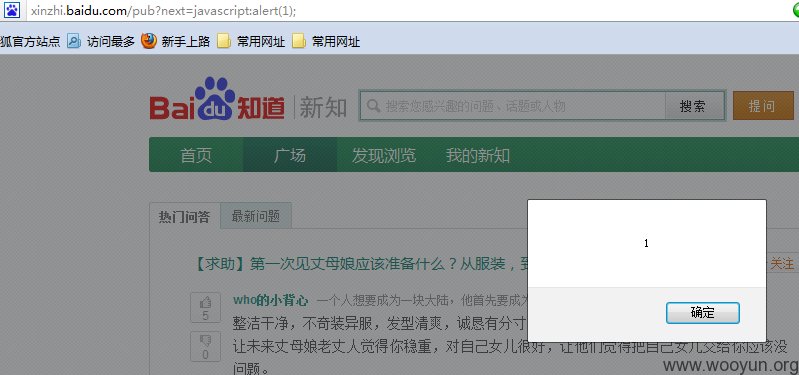 xinzhi.baidu.com/pub?next=javascript:alert(1);
狐官方站点 访问最多 新手上路 常用网址 常用网址
Bai du 知道 新知 搜索您感兴趣的问题、话题或人物 搜索 提问
首页 广场 发现浏览 我的新知
热门问答 最新问题
【求助】第一次见丈母娘应该准备什么？从服装，到 关注
1
who的小背心 一个人想要成为一块大陆，他首先要成为
5
确定
整洁干净，不奇装异服，发型清爽，诚恳有分寸
0
让未来丈母娘老丈人觉得你稳重，对自己女儿很好，让他们觉得把自己女儿交给你应该没
问题。
www.wooyun.org